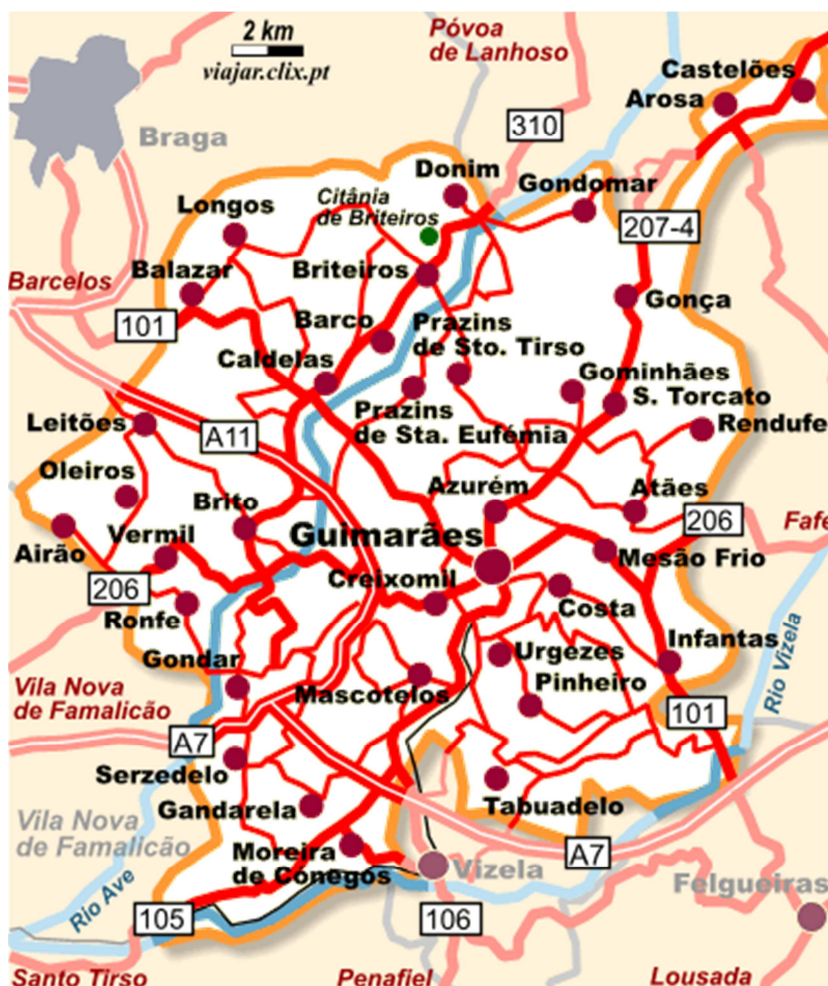 2 km
viajar.clix.pt
Póvoa
de Lanhoso
Castelões
Arosa
310
Braga
Donim
Gondomar
Citânia
de Briteiros
Longos
207-4
Barcelos
Balazar
Briteiros
Gonça
101
Barco
Prazins
de Sto. Tirso
Caldelas
Gominhães
S. Torcato
Prazins
de Sta. Eufémia
Leitões
A11
Rendufe
Oleiros
Azurém
Atães
Brito
206
Airão
Vermil
Guimarães
Fafe
Mesão Frio
206
Creixomil
Costa
Ronfe
Gondar
Urgezes
Infantas
Rio Vizela
Vila Nova
de Famalicão
Mascotelos
Pinheiro
101
A7
Serzedelo
Gandarela
Tabuadelo
Vila Nova
de Famalicão
Moreira
de Conegos
A7
Vizela
Felgueiras
Rio Ave
105
106
Santo Tirso
Penafiel
Lousada